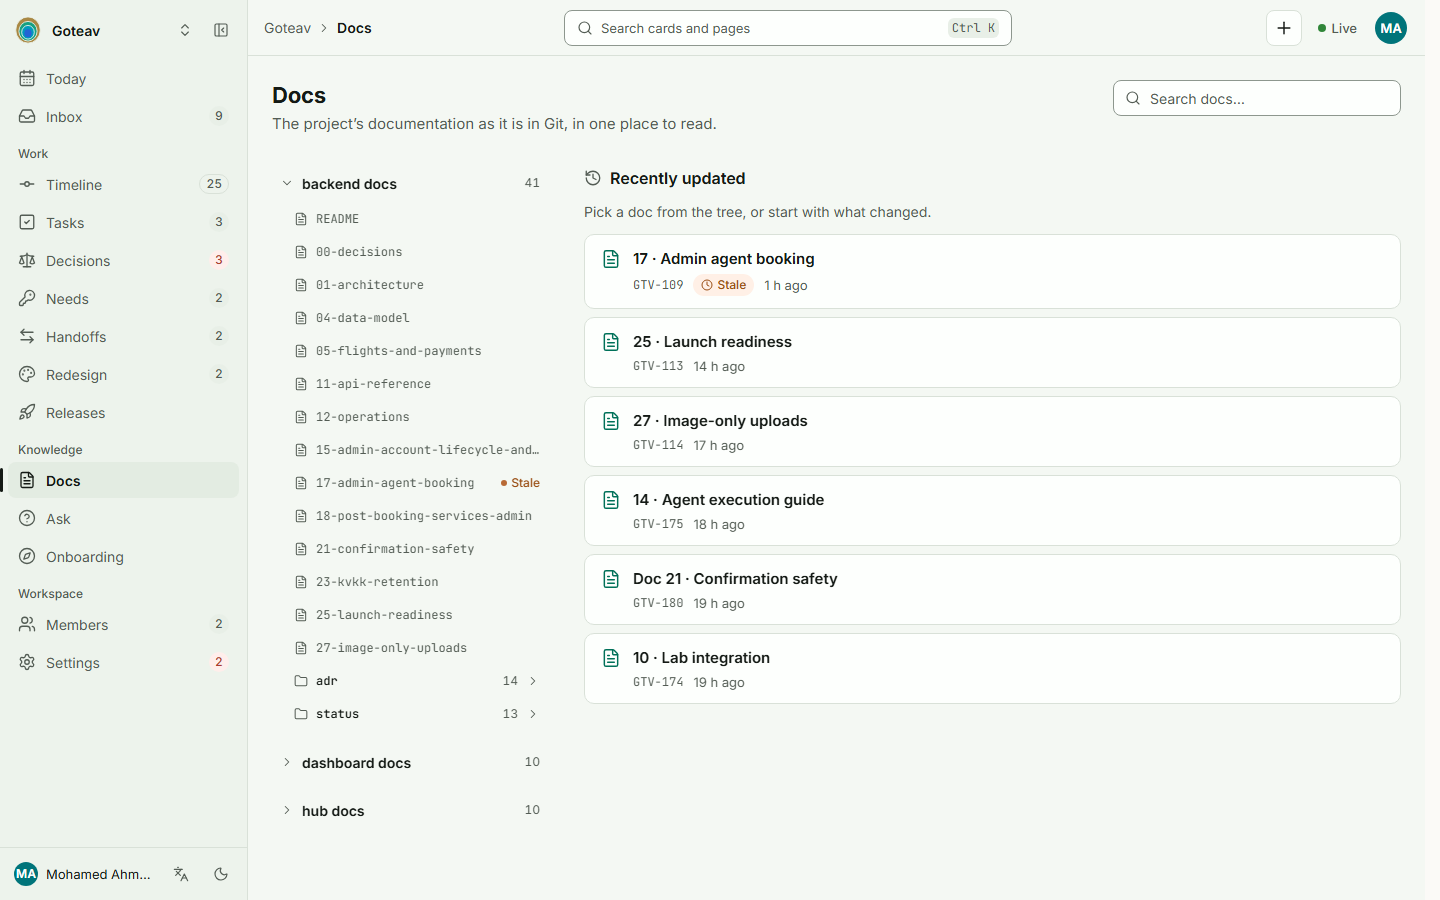 Goteav
Today
Inbox 9
Work
Timeline 25
Tasks 3
Decisions 3
Needs 2
Handoffs 2
Redesign 2
Releases
Knowledge
Docs
Ask
Onboarding
Workspace
Members 2
Settings 2
MA Mohamed Ahm...
Goteav > Docs
Search cards and pages Ctrl K
Live
MA
Docs
The project’s documentation as it is in Git, in one place to read.
Search docs...
backend docs 41
README
00-decisions
01-architecture
04-data-model
05-flights-and-payments
11-api-reference
12-operations
15-admin-account-lifecycle-and…
17-admin-agent-booking Stale
18-post-booking-services-admin
21-confirmation-safety
23-kvkk-retention
25-launch-readiness
27-image-only-uploads
adr 14
status 13
dashboard docs 10
hub docs 10
Recently updated
Pick a doc from the tree, or start with what changed.
17 · Admin agent booking
GTV-109 Stale 1 h ago
25 · Launch readiness
GTV-113 14 h ago
27 · Image-only uploads
GTV-114 17 h ago
14 · Agent execution guide
GTV-175 18 h ago
Doc 21 · Confirmation safety
GTV-180 19 h ago
10 · Lab integration
GTV-174 19 h ago